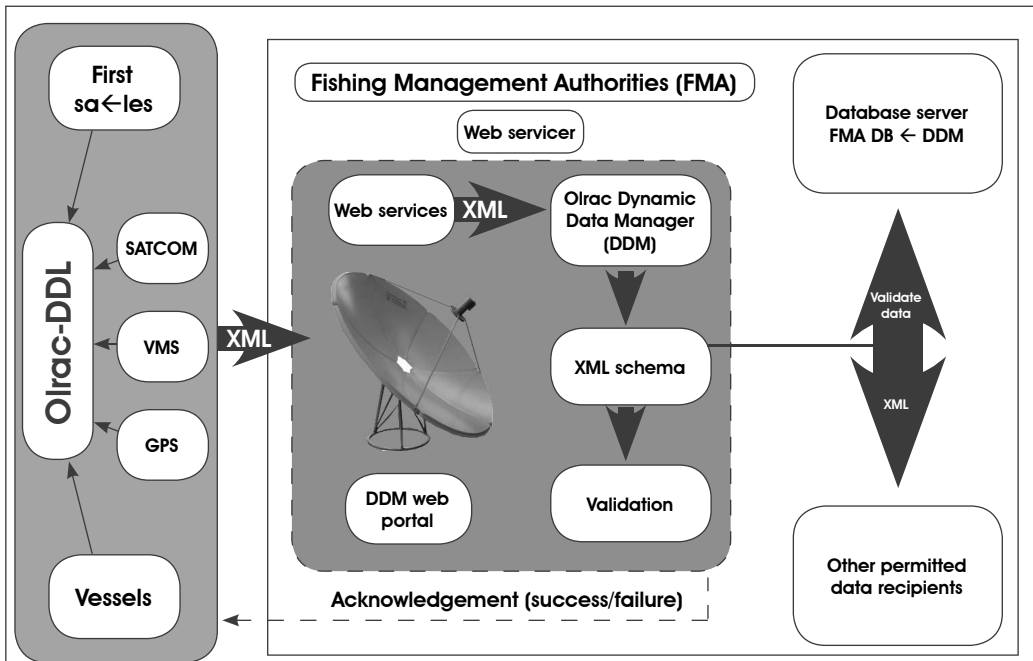 First
sa←les
Olrac-DDL
SATCOM
VMS
GPS
Vessels
XML
Fishing Management Authorities (FMA)
Web servicer
Web services
XML
Olrac Dynamic
Data Manager
(DDM)
XML schema
Validation
DDM web
portal
Acknowledgement (success/failure)
Database server
FMA DB ← DDM
Validate
data
XML
Other permitted
data recipients